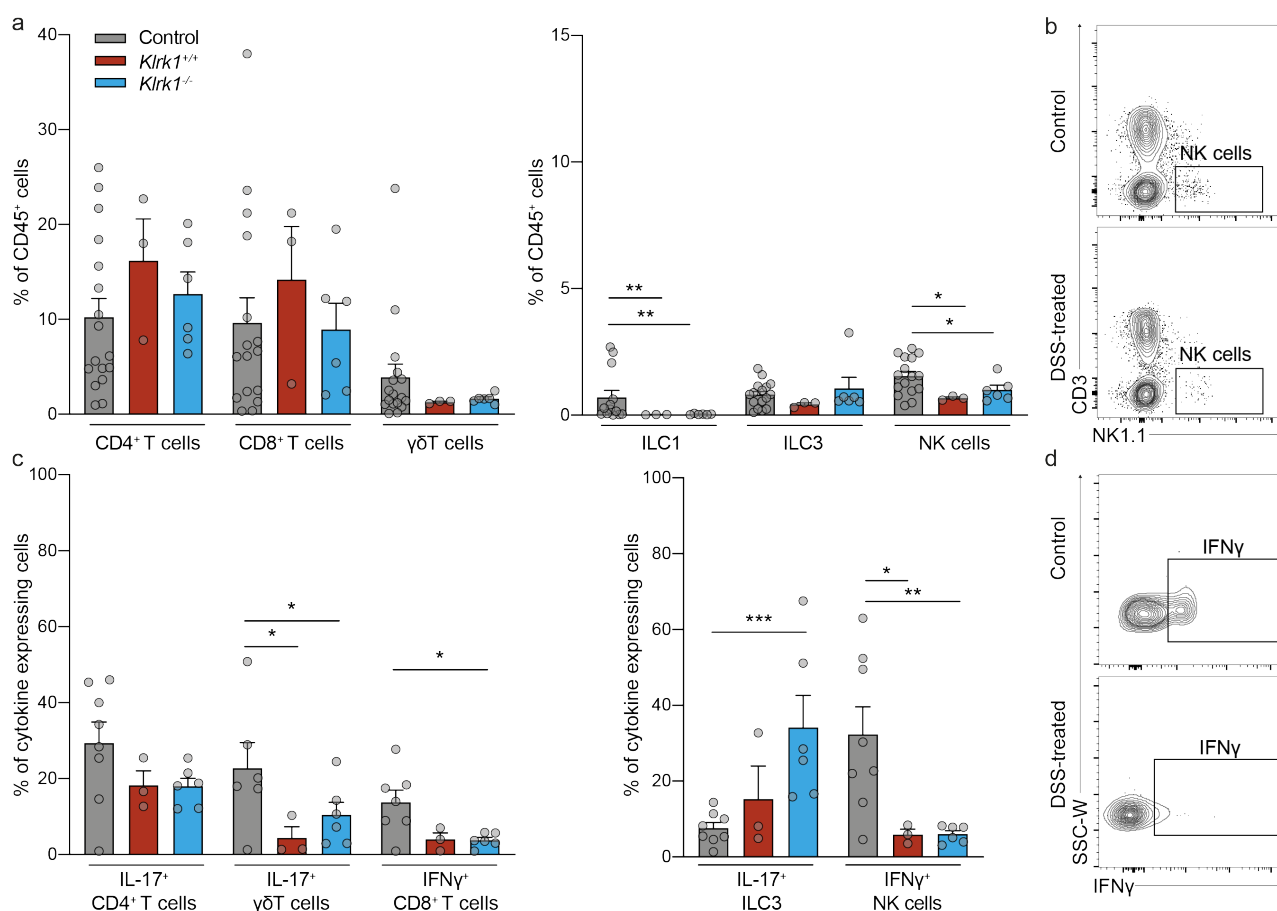 a
Control
Klrk1+/+
Klrk1-/-
% of CD45+ cells
40
30
20
10
0
CD4+ T cells
CD8+ T cells
γδT cells
% of CD45+ cells
15
10
5
0
**
**
*
*
ILC1
ILC3
NK cells
b
Control
NK cells
DSS-treated
NK cells
CD3
NK1.1
c
% of cytokine expressing cells
100
80
60
40
20
0
*
*
*
IL-17+
CD4+ T cells
IL-17+
γδT cells
IFNγ+
CD8+ T cells
% of cytokine expressing cells
100
80
60
40
20
0
***
*
**
IL-17+
ILC3
IFNγ+
NK cells
d
Control
IFNγ
DSS-treated
IFNγ
SSC-W
IFNγ